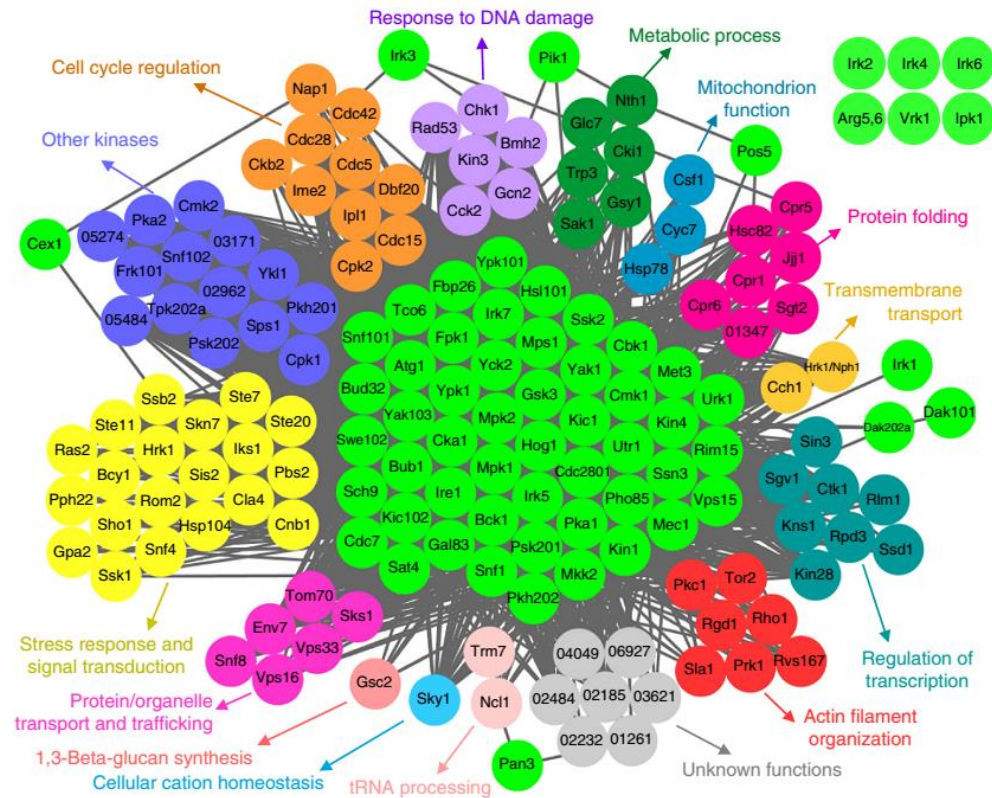 Response to DNA damage
Irk3
Pik1
Metabolic process
Cell cycle regulation
Irk2
Irk4
Irk6
Arg5,6
Vrk1
Ipk1
Nap1
Cdc42
Cdc28
Ckb2
Cdc5
Ime2
Dbf20
Ipl1
Cdc15
Cpk2
Chk1
Rad53
Bmh2
Kin3
Gcn2
Cck2
Nth1
Glc7
Cki1
Trp3
Gsy1
Sak1
Mitochondrion
function
Csf1
Cyc7
Hsp78
Pos5
Other kinases
Cex1
Cmk2
Pka2
05274
03171
Snf102
Frk101
Ykl1
02962
Tpk202a
Pkh201
05484
Sps1
Psk202
Cpk1
Cpr5
Hsc82
Protein folding
Jjj1
Cpr1
Cpr6
Sgt2
01347
Transmembrane
transport
Hrk1/Nph1
Cch1
Irk1
Dak101
Dak202a
Ypk101
Fbp26
Hsl101
Tco6
Irk7
Ssk2
Snf101
Fpk1
Mps1
Cbk1
Atg1
Yck2
Yak1
Met3
Bud32
Ypk1
Gsk3
Cmk1
Urk1
Yak103
Mpk2
Kic1
Kin4
Swe102
Cka1
Hog1
Utr1
Rim15
Bub1
Mpk1
Cdc2801
Ssn3
Sch9
Ire1
Irk5
Pho85
Vps15
Kic102
Bck1
Pka1
Mec1
Cdc7
Gal83
Psk201
Kin1
Sat4
Snf1
Mkk2
Pkh202
Ste7
Ssb2
Ste11
Skn7
Ste20
Ras2
Hrk1
Iks1
Bcy1
Sis2
Pbs2
Pph22
Rom2
Cla4
Sho1
Hsp104
Cnb1
Gpa2
Snf4
Ssk1
Stress response and
signal transduction
Sin3
Sgv1
Ctk1
Rlm1
Kns1
Rpd3
Ssd1
Kin28
Regulation of
transcription
Tom70
Sks1
Env7
Vps33
Snf8
Vps16
Protein/organelle
transport and trafficking
Gsc2
1,3-Beta-glucan synthesis
Sky1
Cellular cation homeostasis
Trm7
Ncl1
tRNA processing
Pan3
04049
06927
02484
02185
03621
02232
01261
Unknown functions
Pkc1
Tor2
Rgd1
Rho1
Sla1
Prk1
Rvs167
Actin filament
organization